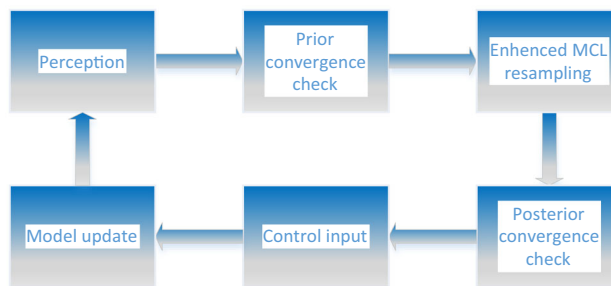 Perception
Prior
convergence
check
Enhanced MCL
resampling
Model update
Control input
Posterior
convergence
check